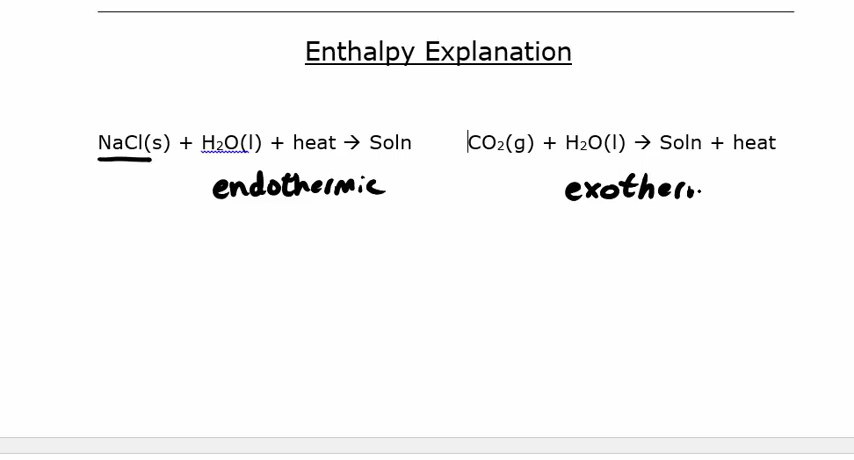 Enthalpy Explanation
NaCl(s) + H₂O(l) + heat → Soln
CO₂(g) + H₂O(l) → Soln + heat
endothermic